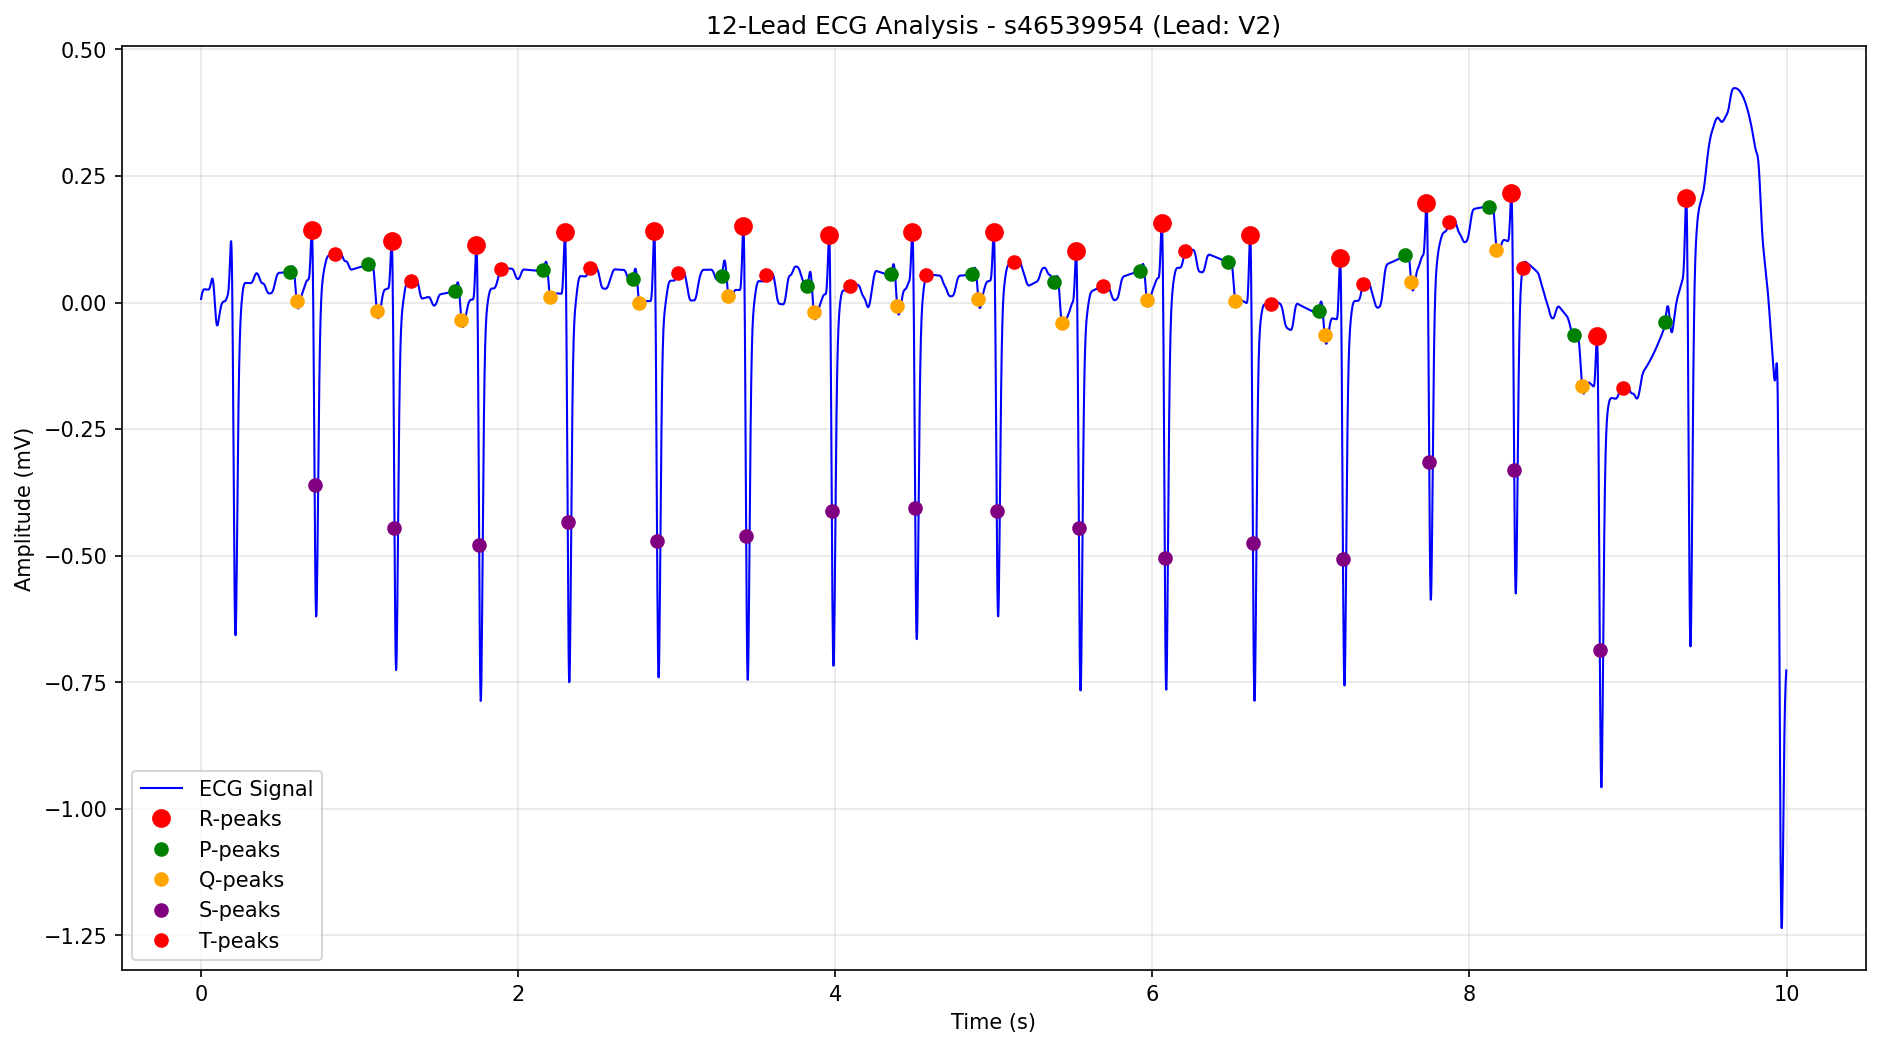 12-Lead ECG Analysis - s46539954 (Lead: V2)
0.50
0.25
0.00
−0.25
−0.50
−0.75
−1.00
−1.25
Amplitude (mV)
ECG Signal
R-peaks
P-peaks
Q-peaks
S-peaks
T-peaks
0 2 4 6 8 10
Time (s)